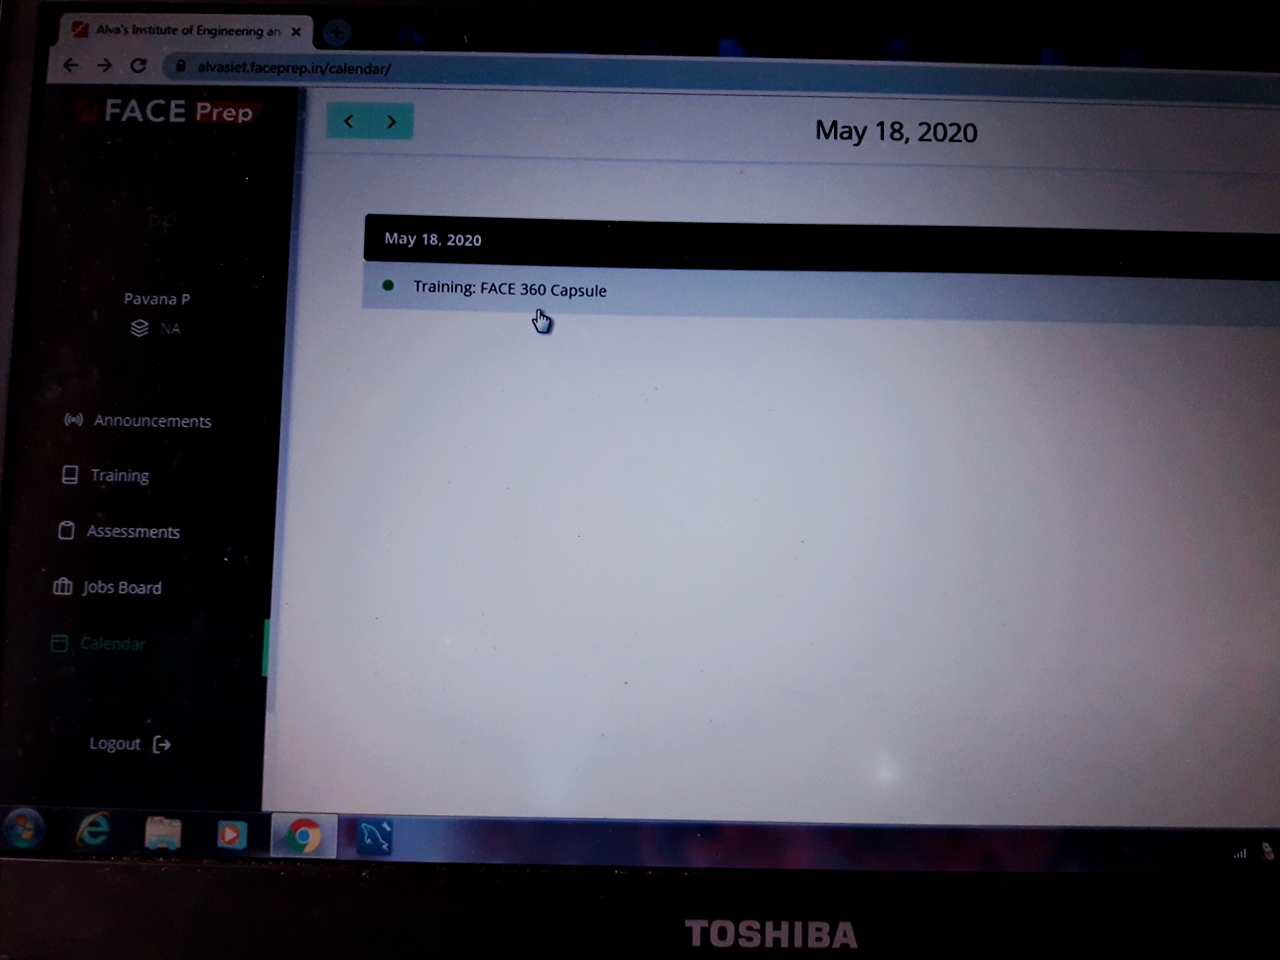 Alva's Institute of Engineering an
alvasiet.faceprep.in/calendar/
FACE Prep
May 18, 2020
May 18, 2020
Training: FACE 360 Capsule
PP
Pavana P
NA
Announcements
Training
Assessments
Jobs Board
Calendar
Logout
TOSHIBA